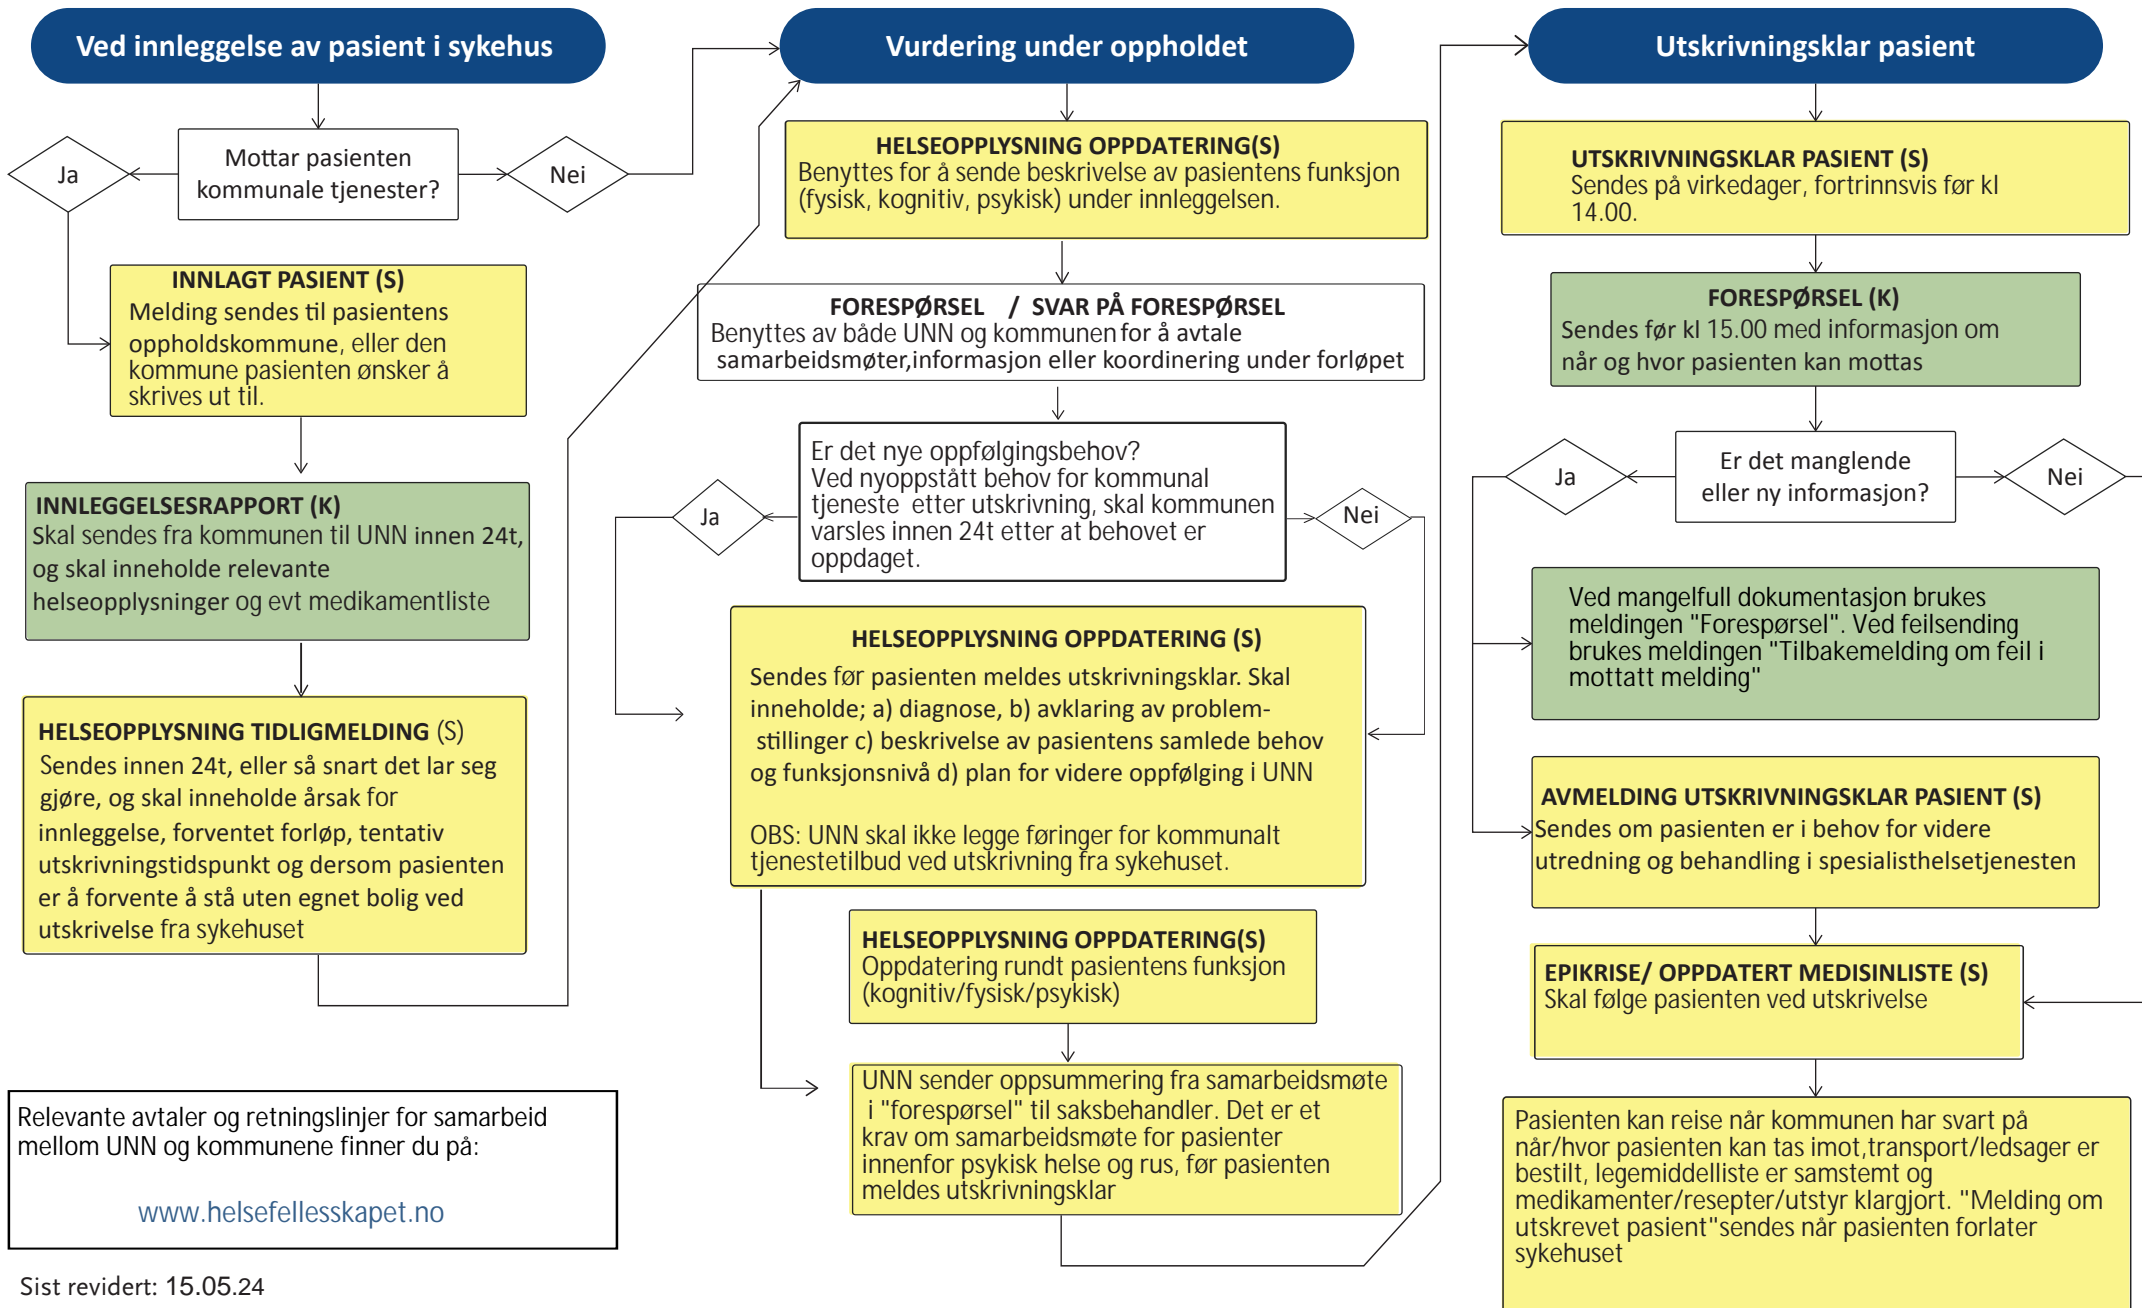 Ved innleggelse av pasient i sykehus
Mottar pasienten
kommunale tjenester?
Ja
Nei
INNLAGT PASIENT (S)
Melding sendes til pasientens
oppholdskommune, eller den
kommune pasienten ønsker å
skrives ut til.
INNLEGGELSESRAPPORT (K)
Skal sendes fra kommunen til UNN innen 24t,
og skal inneholde relevante
helseopplysninger og evt medikamentliste
HELSEOPPLYSNING TIDLIGMELDING (S)
Sendes innen 24t, eller så snart det lar seg
gjøre, og skal inneholde årsak for
innleggelse, forventet forløp, tentativ
utskrivningstidspunkt og dersom pasienten
er å forvente å stå uten egnet bolig ved
utskrivelse fra sykehuset
Relevante avtaler og retningslinjer for samarbeid
mellom UNN og kommunene finner du på:
www.helsefellesskapet.no
Sist revidert: 15.05.24
Vurdering under oppholdet
HELSEOPPLYSNING OPPDATERING(S)
Benyttes for å sende beskrivelse av pasientens funksjon
(fysisk, kognitiv, psykisk) under innleggelsen.
FORESPØRSEL / SVAR PÅ FORESPØRSEL
Benyttes av både UNN og kommunen for å avtale
samarbeidsmøter,informasjon eller koordinering under forløpet
Er det nye oppfølgingsbehov?
Ved nyoppstått behov for kommunal
tjeneste etter utskrivning, skal kommunen
varsles innen 24t etter at behovet er
oppdaget.
Ja
Nei
HELSEOPPLYSNING OPPDATERING (S)
Sendes før pasienten meldes utskrivningsklar. Skal
inneholde; a) diagnose, b) avklaring av problem-
stillinger c) beskrivelse av pasientens samlede behov
og funksjonsnivå d) plan for videre oppfølging i UNN
OBS: UNN skal ikke legge føringer for kommunalt
tjenestetilbud ved utskrivning fra sykehuset.
HELSEOPPLYSNING OPPDATERING(S)
Oppdatering rundt pasientens funksjon
(kognitiv/fysisk/psykisk)
UNN sender oppsummering fra samarbeidsmøte
i "forespørsel" til saksbehandler. Det er et
krav om samarbeidsmøte for pasienter
innenfor psykisk helse og rus, før pasienten
meldes utskrivningsklar
Utskrivningsklar pasient
UTSKRIVNINGSKLAR PASIENT (S)
Sendes på virkedager, fortrinnsvis før kl
14.00.
FORESPØRSEL (K)
Sendes før kl 15.00 med informasjon om
når og hvor pasienten kan mottas
Er det manglende
eller ny informasjon?
Ja
Nei
Ved mangelfull dokumentasjon brukes
meldingen "Forespørsel". Ved feilsending
brukes meldingen "Tilbakemelding om feil i
mottatt melding"
AVMELDING UTSKRIVNINGSKLAR PASIENT (S)
Sendes om pasienten er i behov for videre
utredning og behandling i spesialisthelsetjenesten
EPIKRISE/ OPPDATERT MEDISINLISTE (S)
Skal følge pasienten ved utskrivelse
Pasienten kan reise når kommunen har svart på
når/hvor pasienten kan tas imot,transport/ledsager er
bestilt, legemiddelliste er samstemt og
medikamenter/resepter/utstyr klargjort. "Melding om
utskrevet pasient"sendes når pasienten forlater
sykehuset